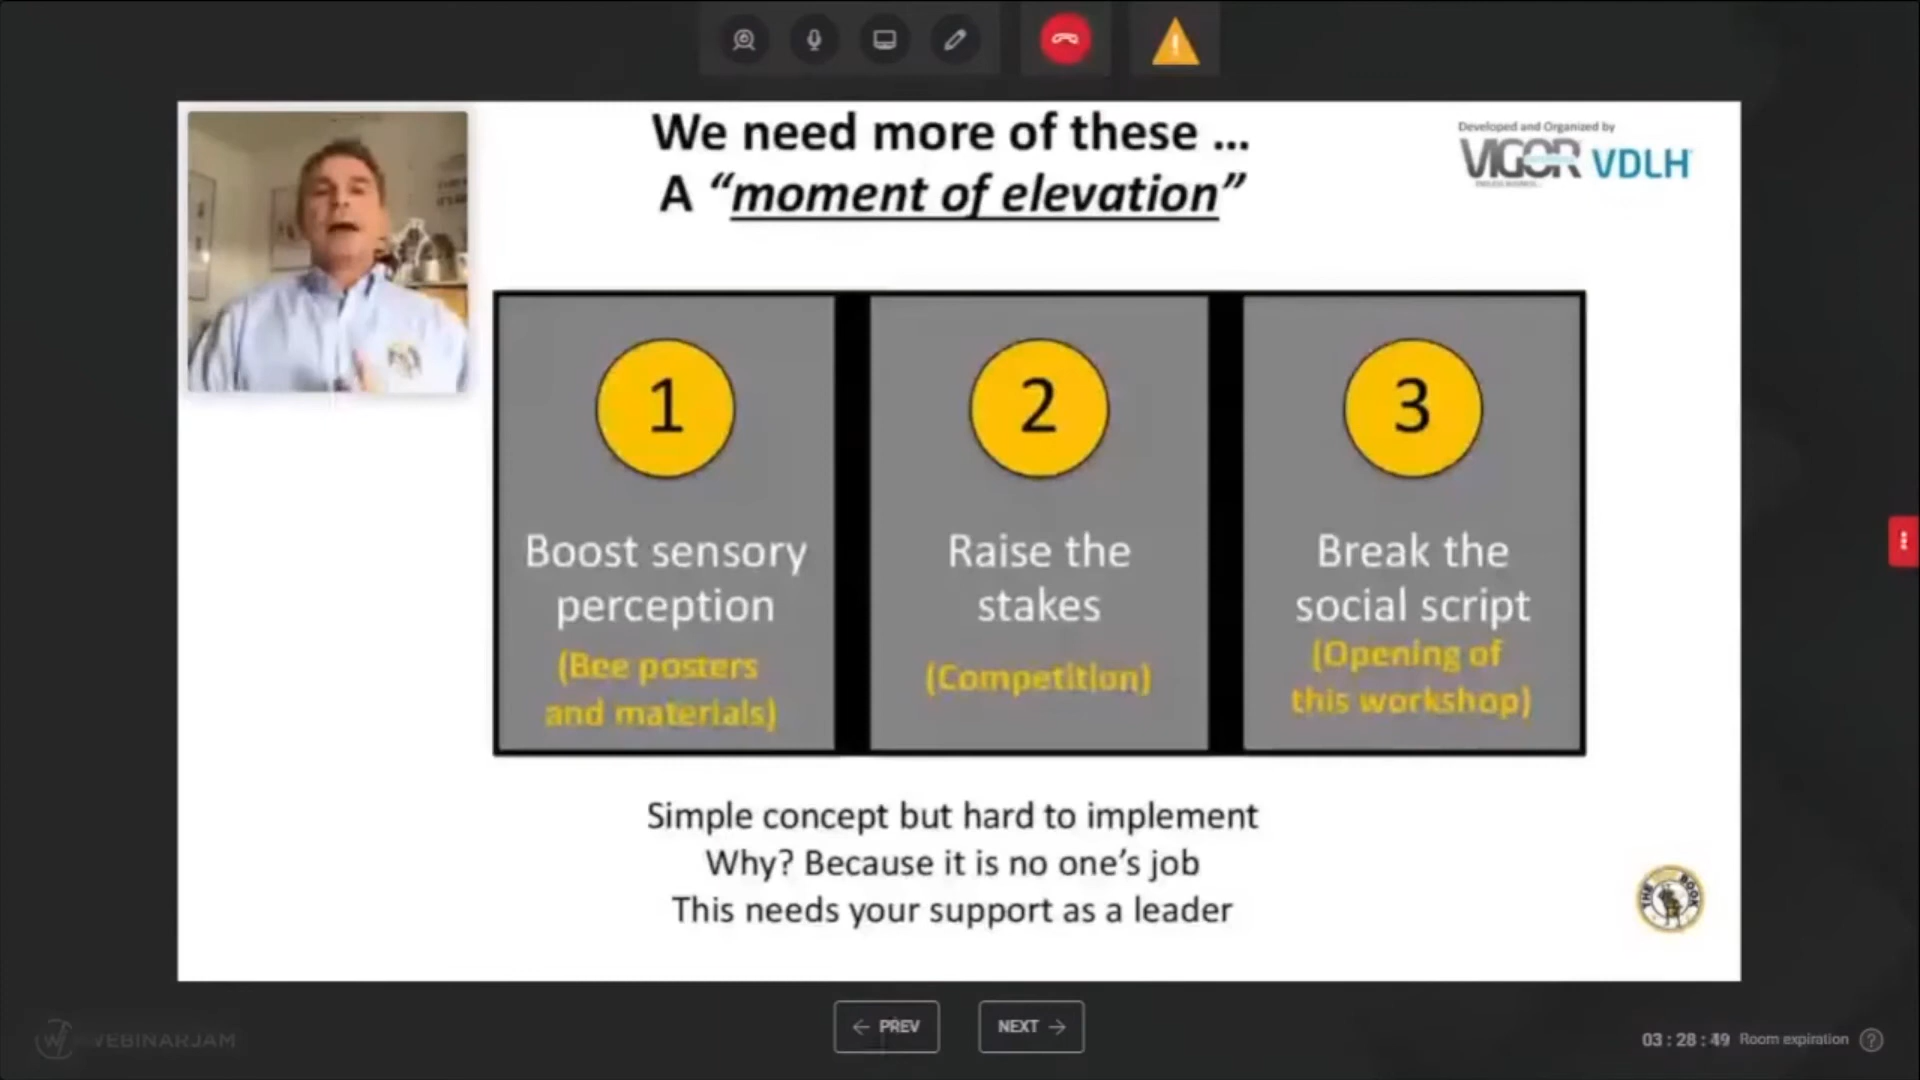 We need more of these ...
A “moment of elevation”
Developed and Organized by
VIGOR VDLH
1
Boost sensory
perception
(Bee posters
and materials)
2
Raise the
stakes
(Competition)
3
Break the
social script
(Opening of
this workshop)
Simple concept but hard to implement
Why? Because it is no one’s job
This needs your support as a leader
THE
BOOK
← PREV
NEXT →
WEBINARJAM
03 : 28 : 49 Room expiration ?